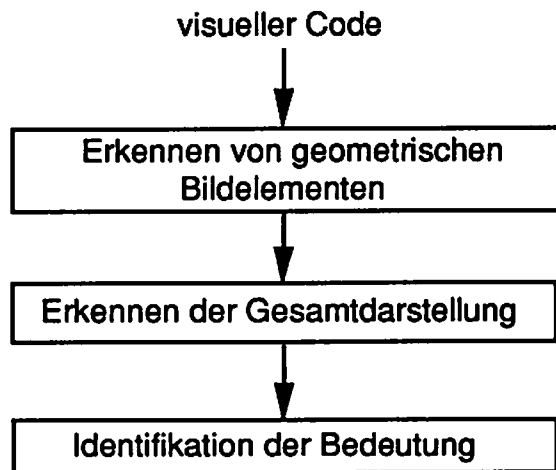 visueller Code
Erkennen von geometrischen
Bildelementen
Erkennen der Gesamtdarstellung
Identifikation der Bedeutung